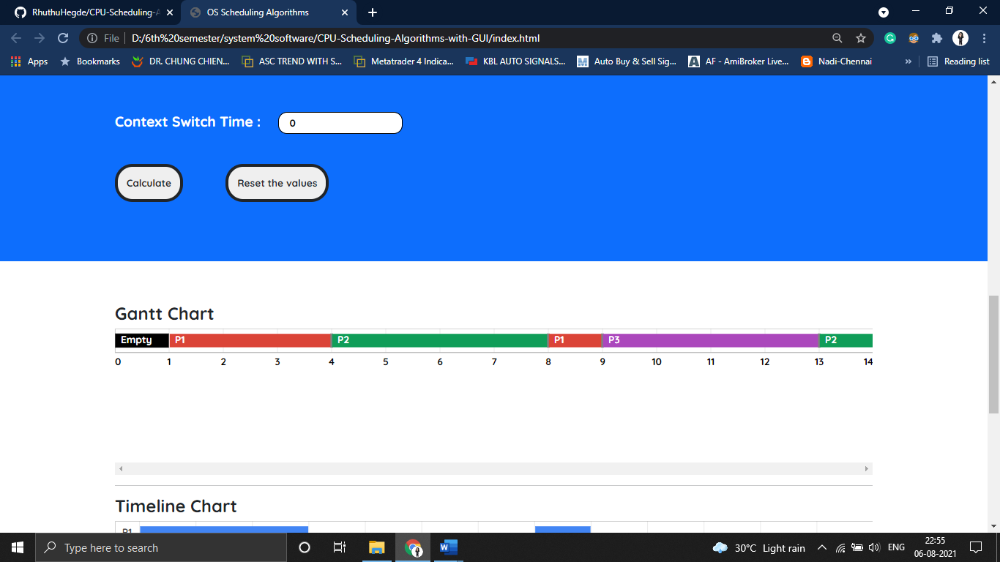 RhuthuHegde/CPU-Scheduling-A
OS Scheduling Algorithms
File
D:/6th%20semester/system%20software/CPU-Scheduling-Algorithms-with-GUI/index.html
Apps
Bookmarks
DR. CHUNG CHIEN...
ASC TREND WITH S...
Metatrader 4 Indica...
KBL AUTO SIGNALS...
Auto Buy & Sell Sig...
AF - AmiBroker Live...
Nadi-Chennai
»
Reading list
Context Switch Time :
0
Calculate
Reset the values
Gantt Chart
Empty P1 P2 P1 P3 P2
0 1 2 3 4 5 6 7 8 9 10 11 12 13 14
Timeline Chart
P1
Type here to search
30°C Light rain
ENG
22:55
06-08-2021